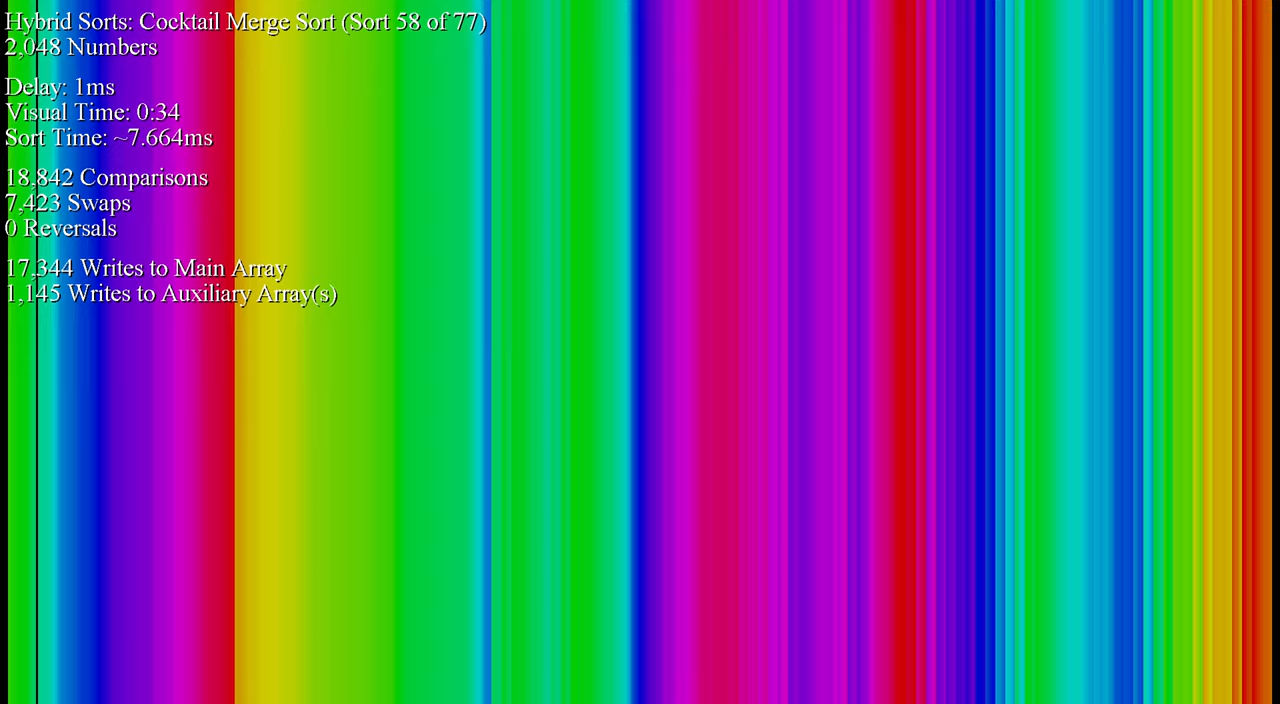 Hybrid Sorts: Cocktail Merge Sort (Sort 58 of 77)
2,048 Numbers
Delay: 1ms
Visual Time: 0:34
Sort Time: ~7.664ms
18,842 Comparisons
7,423 Swaps
0 Reversals
17,344 Writes to Main Array
1,145 Writes to Auxiliary Array(s)